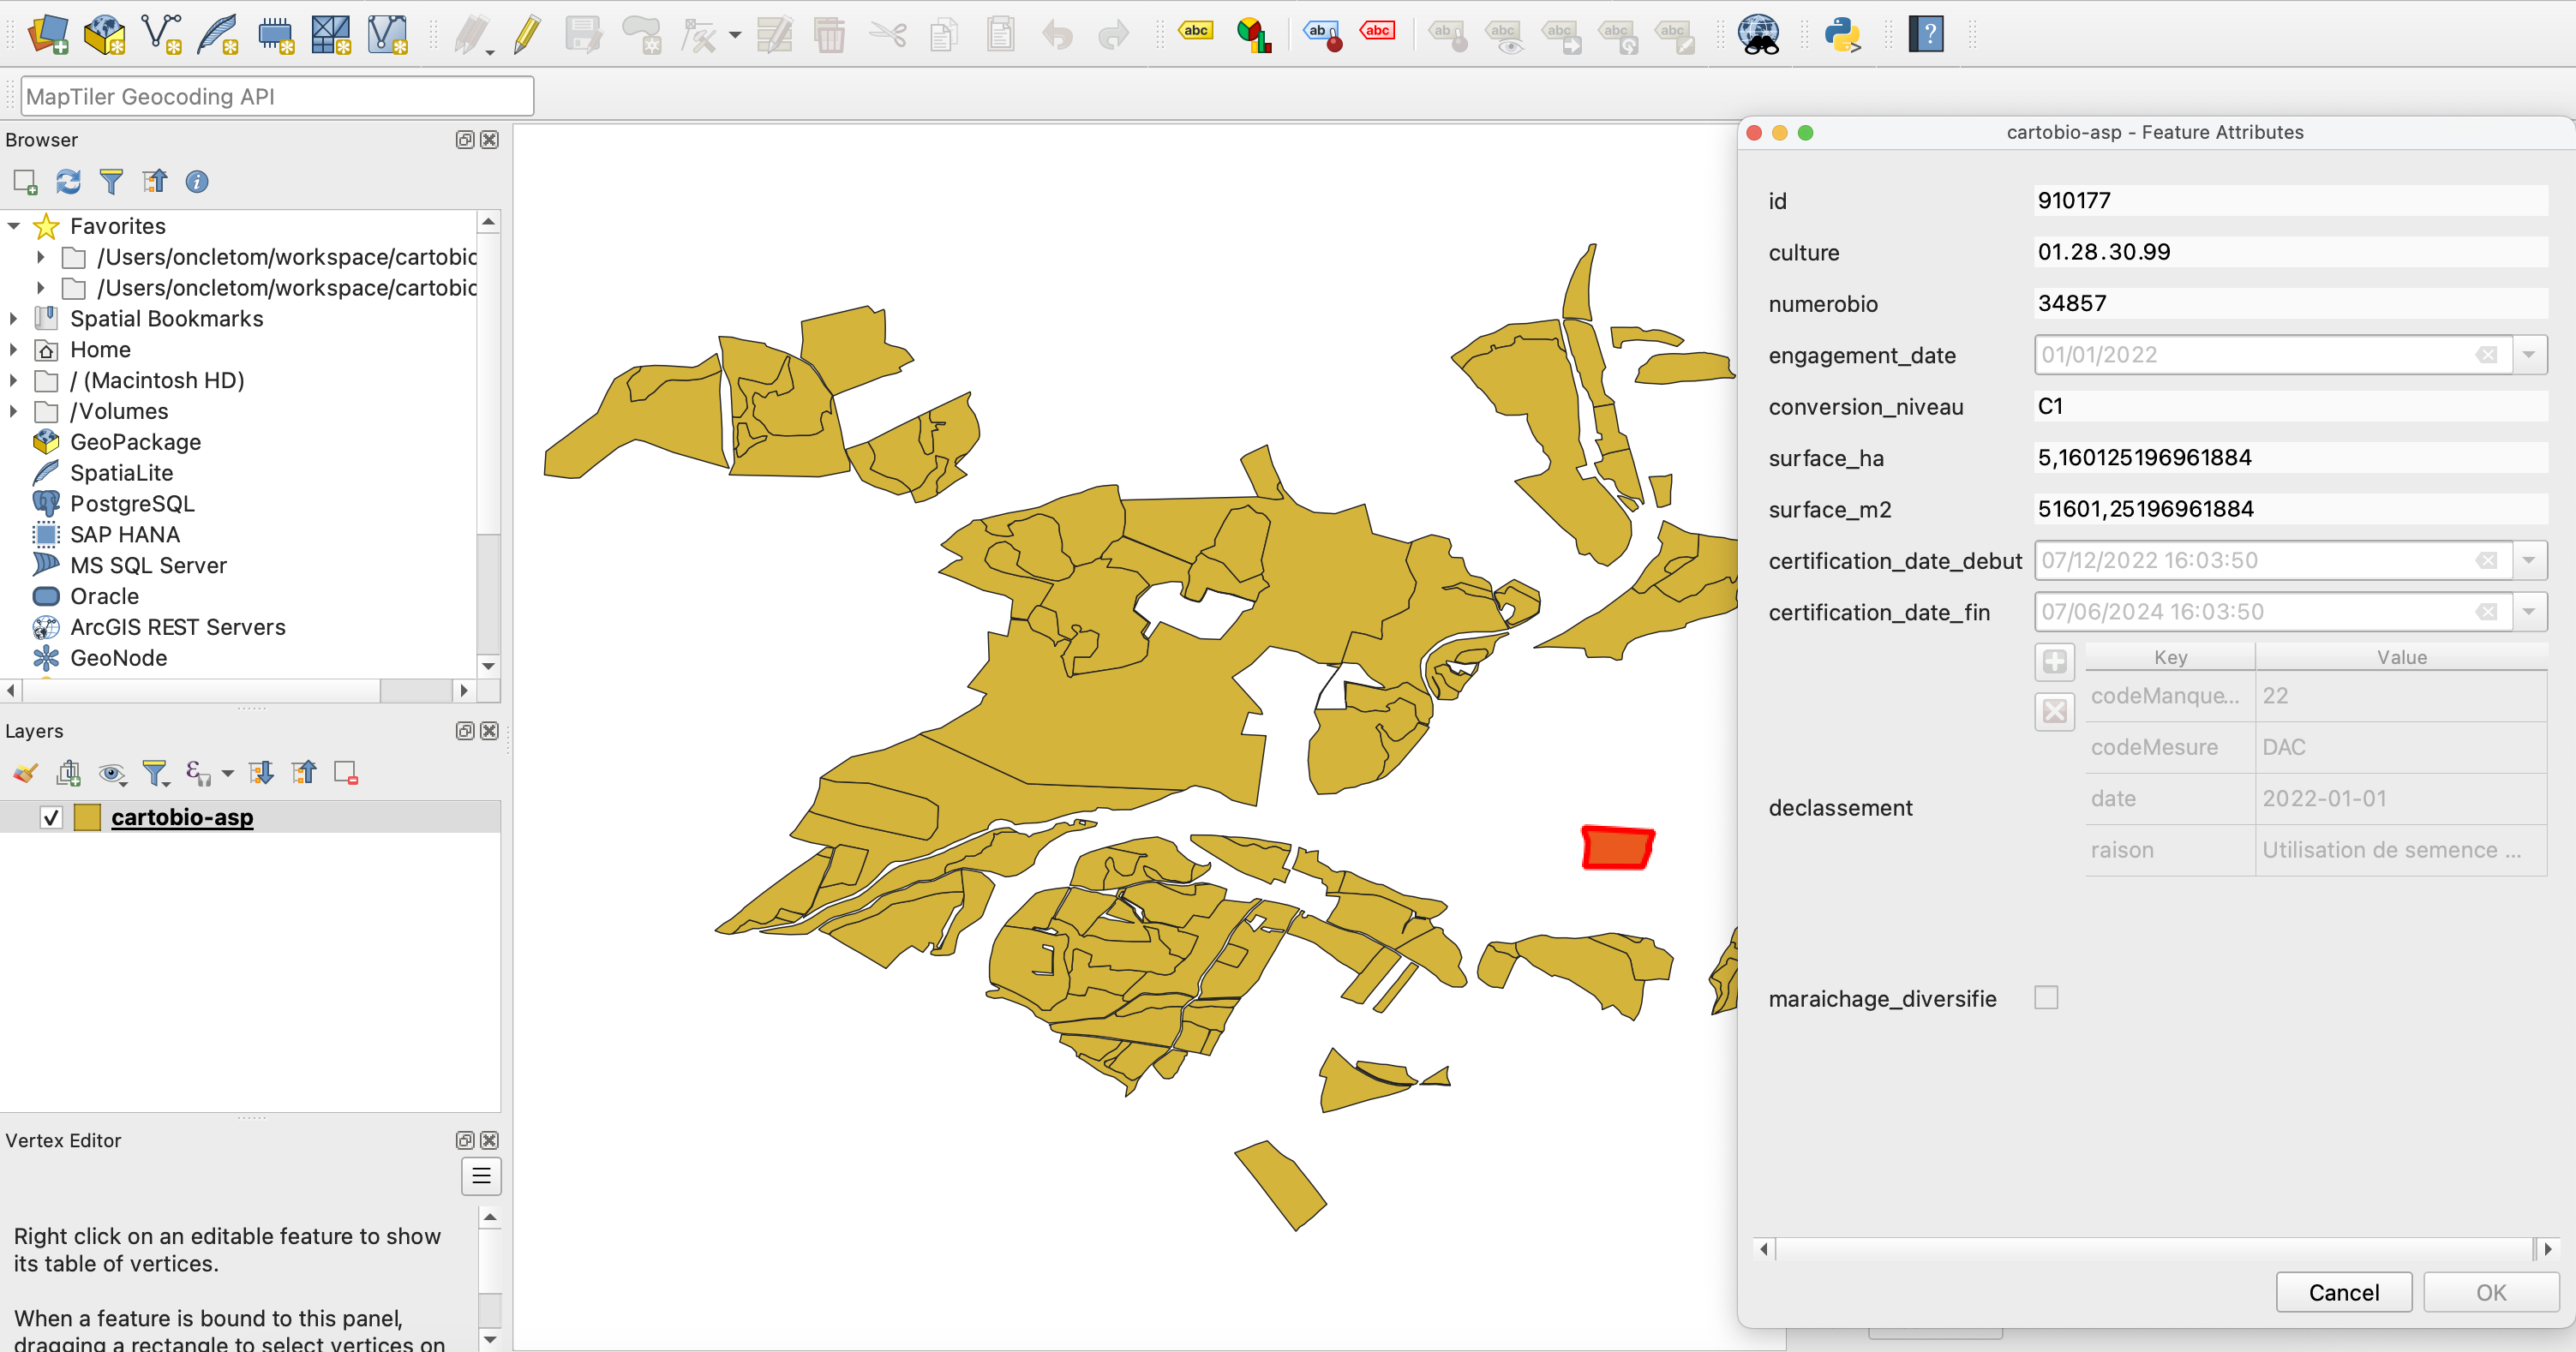 abc
ab
abc
ab
abc
abc
abc
abc
?
MapTiler Geocoding API
Browser
Favorites
/Users/oncletom/workspace/cartobio
/Users/oncletom/workspace/cartobio
Spatial Bookmarks
Home
/ (Macintosh HD)
/Volumes
GeoPackage
SpatiaLite
PostgreSQL
SAP HANA
MS SQL Server
Oracle
ArcGIS REST Servers
GeoNode
Layers
cartobio-asp
Vertex Editor
Right click on an editable feature to show
its table of vertices.
When a feature is bound to this panel,
dragging a rectangle to select vertices on
cartobio-asp - Feature Attributes
id 910177
culture 01.28.30.99
numerobio 34857
engagement_date 01/01/2022
conversion_niveau C1
surface_ha 5,160125196961884
surface_m2 51601,25196961884
certification_date_debut 07/12/2022 16:03:50
certification_date_fin 07/06/2024 16:03:50
declassement
Key Value
codeManque... 22
codeMesure DAC
date 2022-01-01
raison Utilisation de semence ...
maraichage_diversifie
Cancel OK